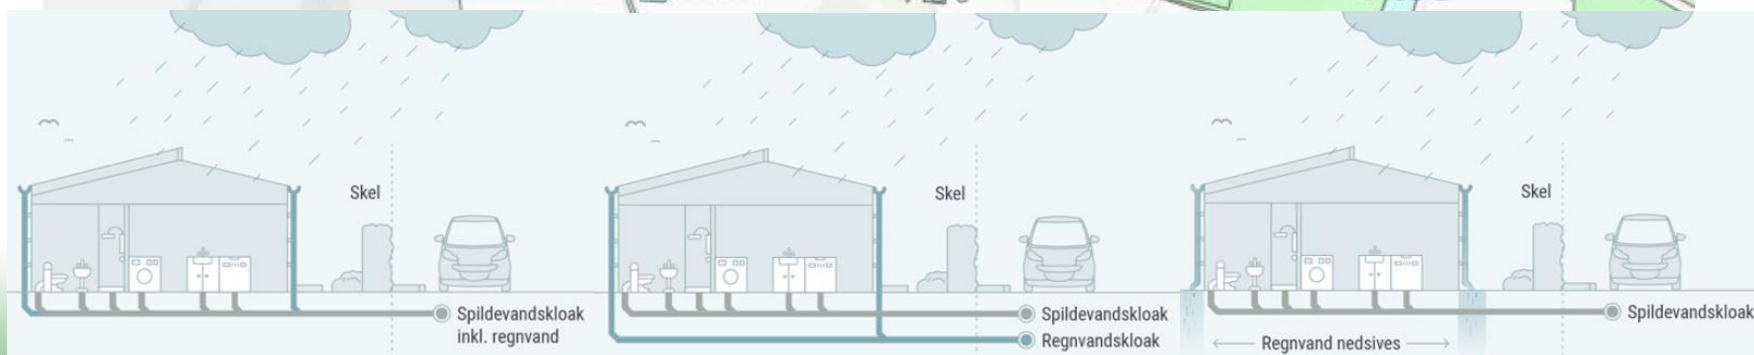 Skel
Spildevandskloak
inkl. regnvand
Skel
Spildevandskloak
Regnvandskloak
Skel
Spildevandskloak
Regnvand nedsives